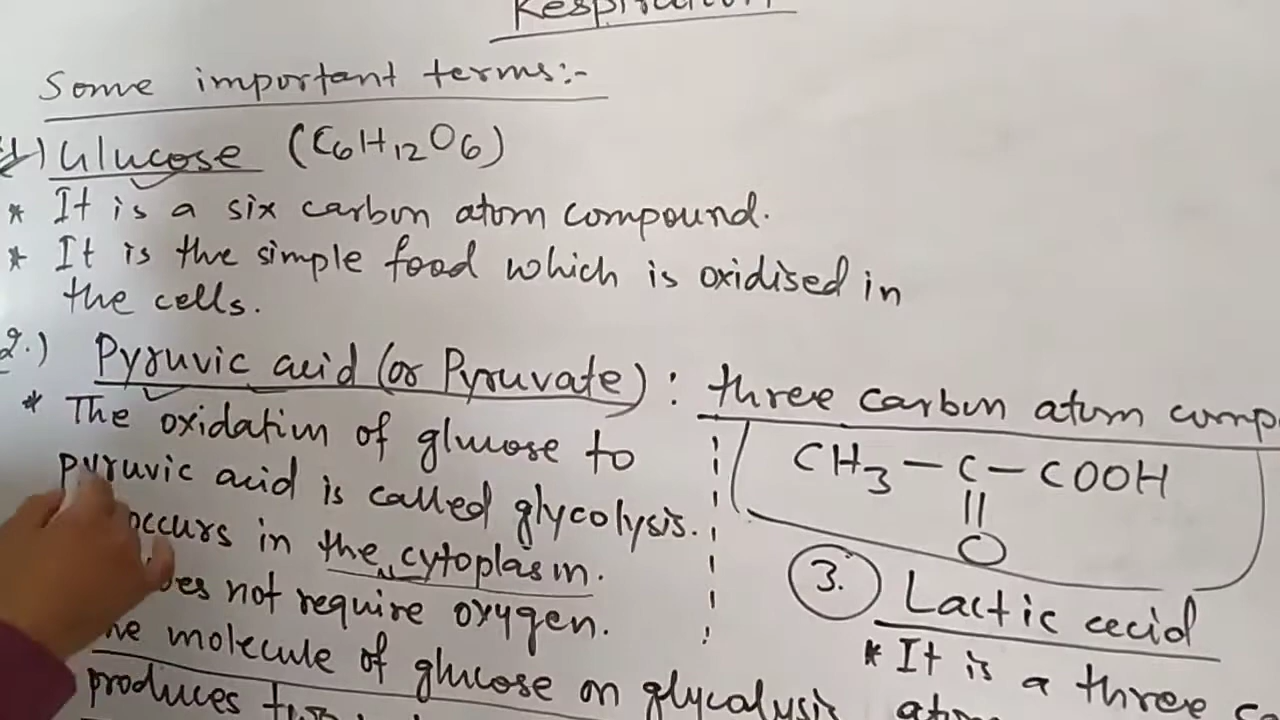 Respiration
Some important terms:-
1.) Glucose (C6H12O6)
* It is a six carbon atom compound.
* It is the simple food which is oxidised in
the cells.
2.) Pyruvic acid (or Pyruvate) : three carbon atom comp
* The oxidation of glucose to
pyruvic acid is called glycolysis.
occurs in the cytoplasm.
not require oxygen.
molecule of glucose on glycolysis
produces two
CH3 - C - COOH
||
O
3. Lactic acid
* It is a three